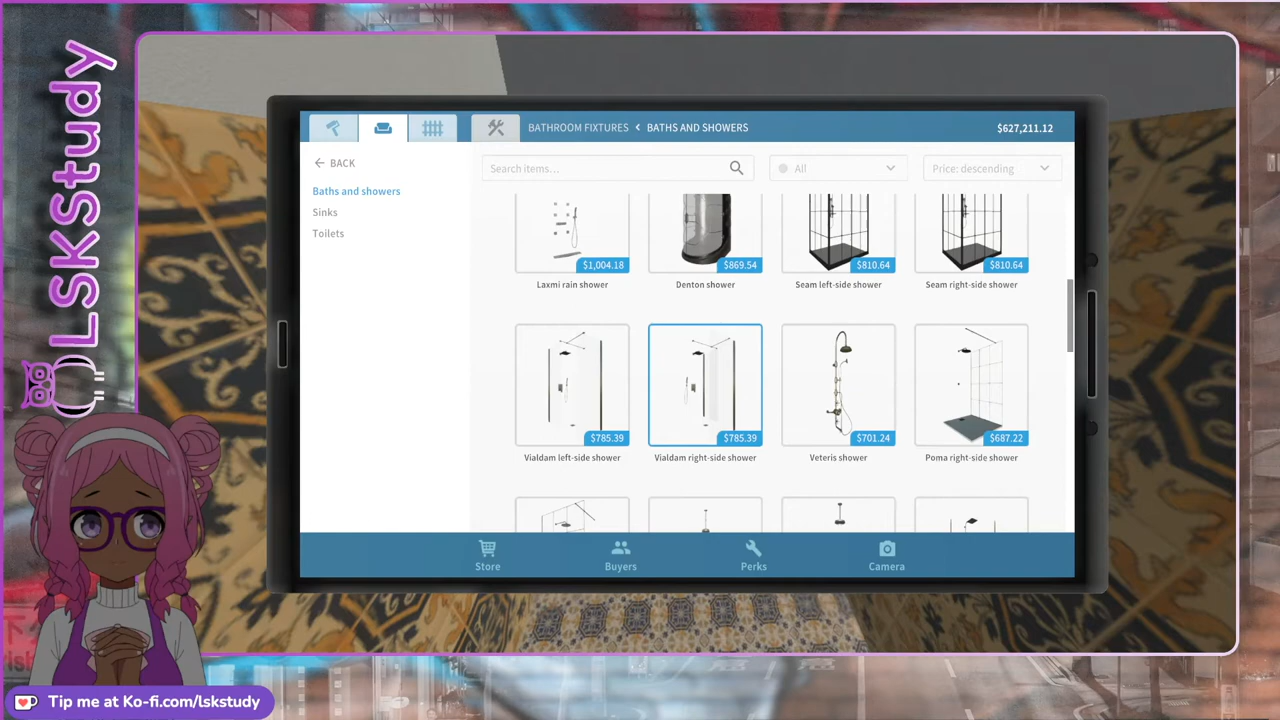 LSKStudy
BATHROOM FIXTURES < BATHS AND SHOWERS
$627,211.12
BACK
Search items...
All
Price: descending
Baths and showers
Sinks
Toilets
$1,004.18
$869.54
$810.64
$810.64
Laxmi rain shower
Denton shower
Seam left-side shower
Seam right-side shower
$785.39
$785.39
$701.24
$687.22
Vialdam left-side shower
Vialdam right-side shower
Veteris shower
Poma right-side shower
Store
Buyers
Perks
Camera
Tip me at Ko-fi.com/lskstudy